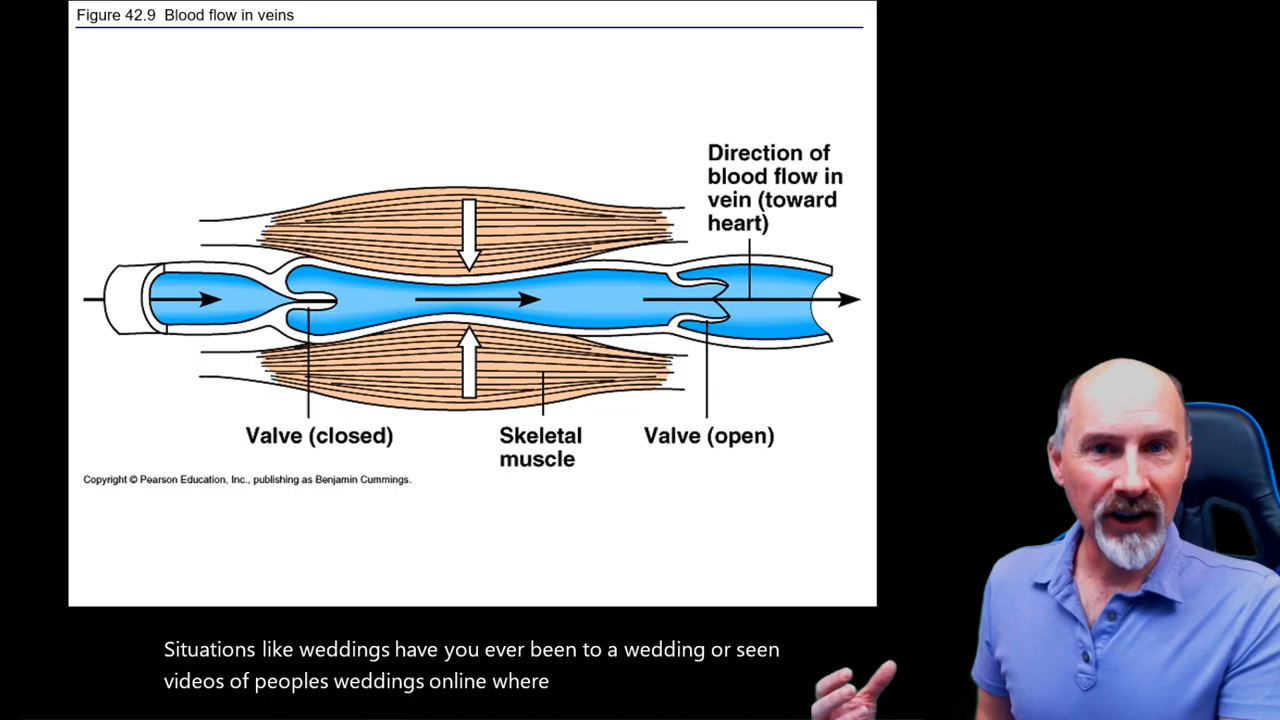 Figure 42.9 Blood flow in veins
Direction of
blood flow in
vein (toward
heart)
Valve (closed)
Skeletal
muscle
Valve (open)
Copyright © Pearson Education, Inc., publishing as Benjamin Cummings.
Situations like weddings have you ever been to a wedding or seen
videos of peoples weddings online where